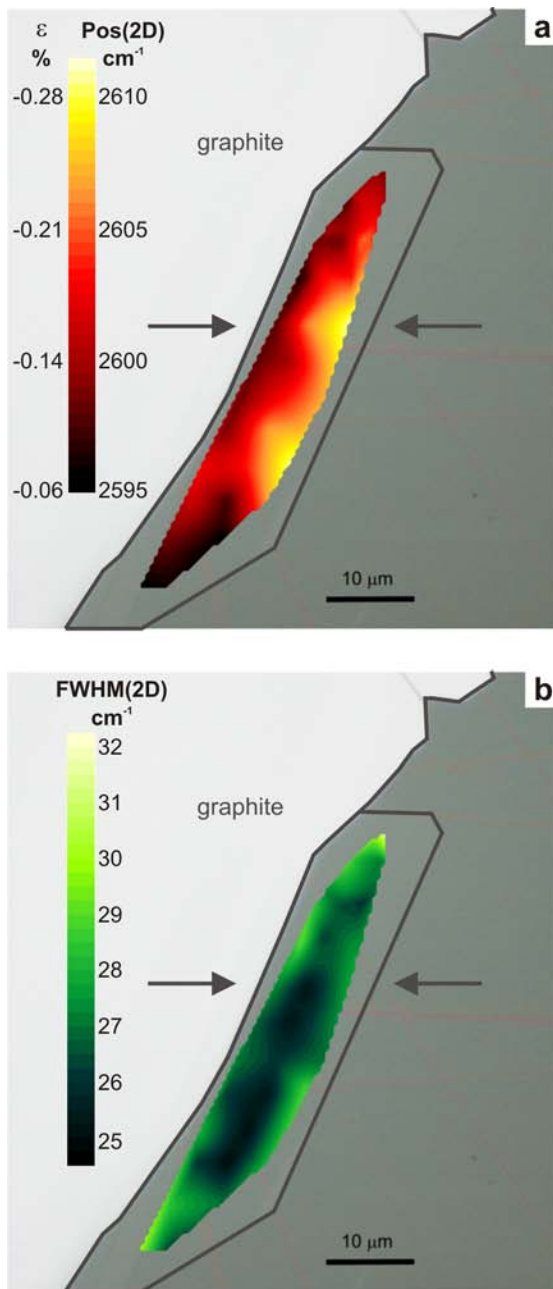 ε Pos(2D) a
% cm⁻¹
-0.28 2610
graphite
-0.21 2605
-0.14 2600
-0.06 2595
10 μm
FWHM(2D) b
cm⁻¹
32
31
graphite
30
29
28
27
26
25
10 μm